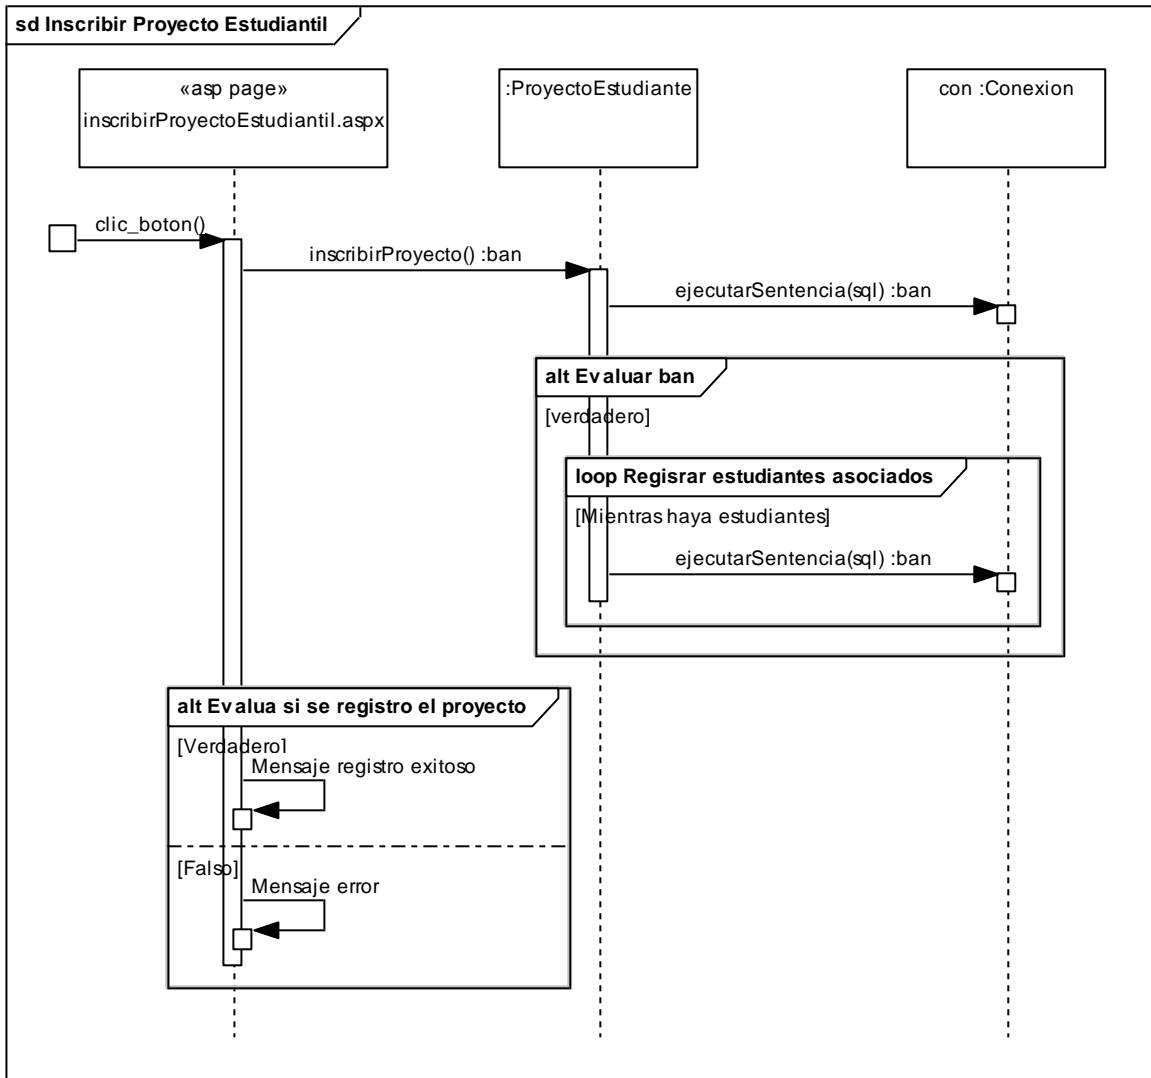 sd Inscribir Proyecto Estudiantil
«asp page»
inscribirProyectoEstudiantil.aspx
:ProyectoEstudiante
con :Conexion
clic_boton()
inscribirProyecto() :ban
ejecutarSentencia(sql) :ban
alt Evaluar ban
[verdadero]
loop Regisrar estudiantes asociados
[Mientras haya estudiantes]
ejecutarSentencia(sql) :ban
alt Evalua si se registro el proyecto
[Verdadero]
Mensaje registro exitoso
[Falso]
Mensaje error